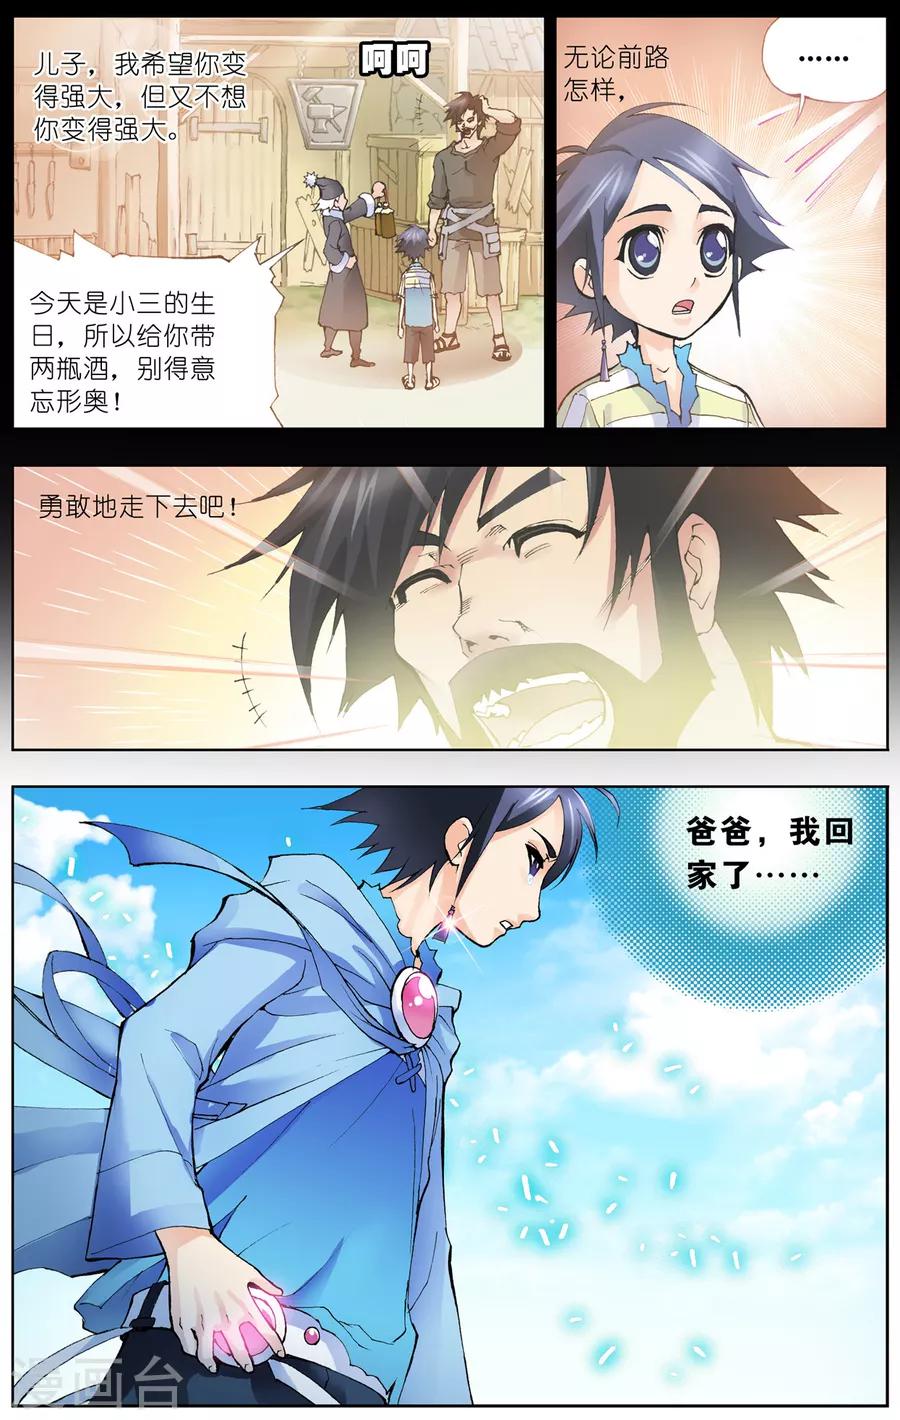 儿子，我希望你变
得强大，但又不想
你变得强大。
呵呵
今天是小三的生
日，所以给你带
两瓶酒，别得意
忘形奥！
无论前路
怎样，
……
勇敢地走下去吧！
爸爸，我回
家了……
漫画台